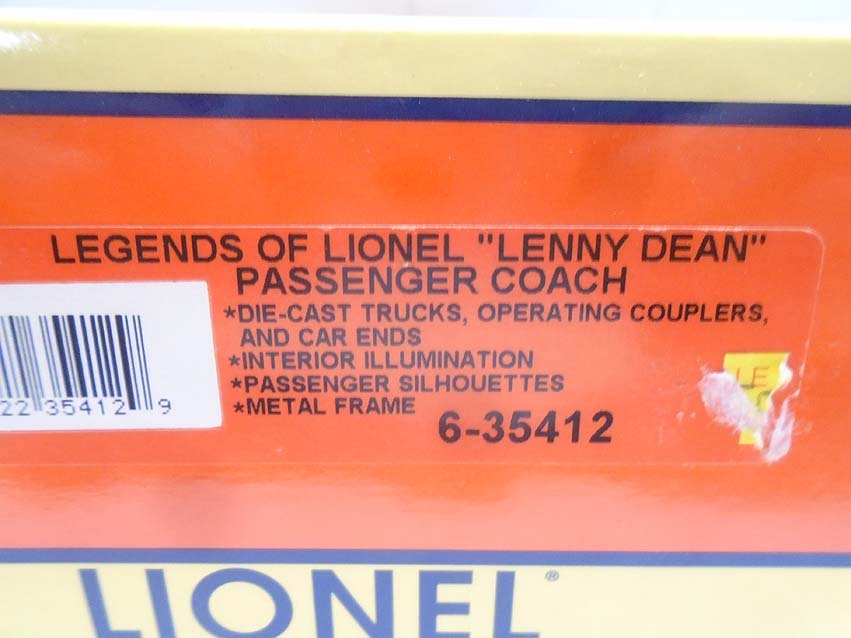 LEGENDS OF LIONEL "LENNY DEAN"
PASSENGER COACH
*DIE-CAST TRUCKS, OPERATING COUPLERS,
AND CAR ENDS
*INTERIOR ILLUMINATION
*PASSENGER SILHOUETTES
*METAL FRAME
6-35412
22 35412 9
LE
LIONEL®